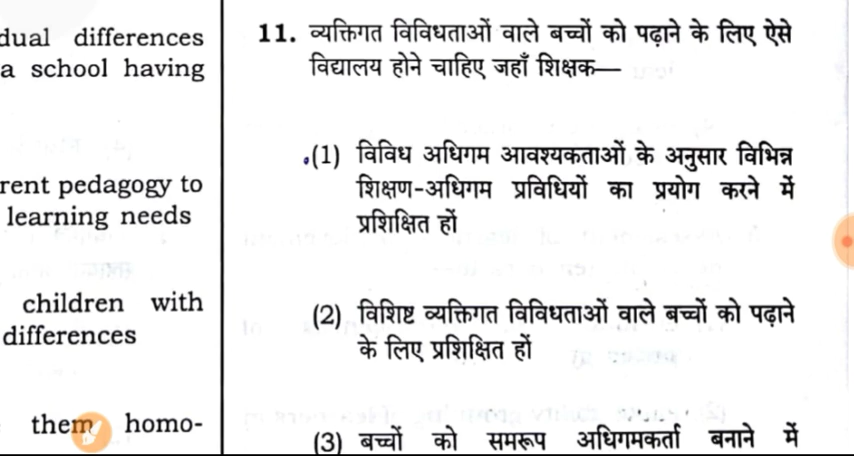 dual differences
a school having
rent pedagogy to
learning needs
children with
differences
them homo-
11. व्यक्तिगत विविधताओं वाले बच्चों को पढ़ाने के लिए ऐसे
विद्यालय होने चाहिए जहाँ शिक्षक—
(1) विविध अधिगम आवश्यकताओं के अनुसार विभिन्न
शिक्षण-अधिगम प्रविधियों का प्रयोग करने में
प्रशिक्षित हों
(2) विशिष्ट व्यक्तिगत विविधताओं वाले बच्चों को पढ़ाने
के लिए प्रशिक्षित हों
(3) बच्चों को समरूप अधिगमकर्ता बनाने में